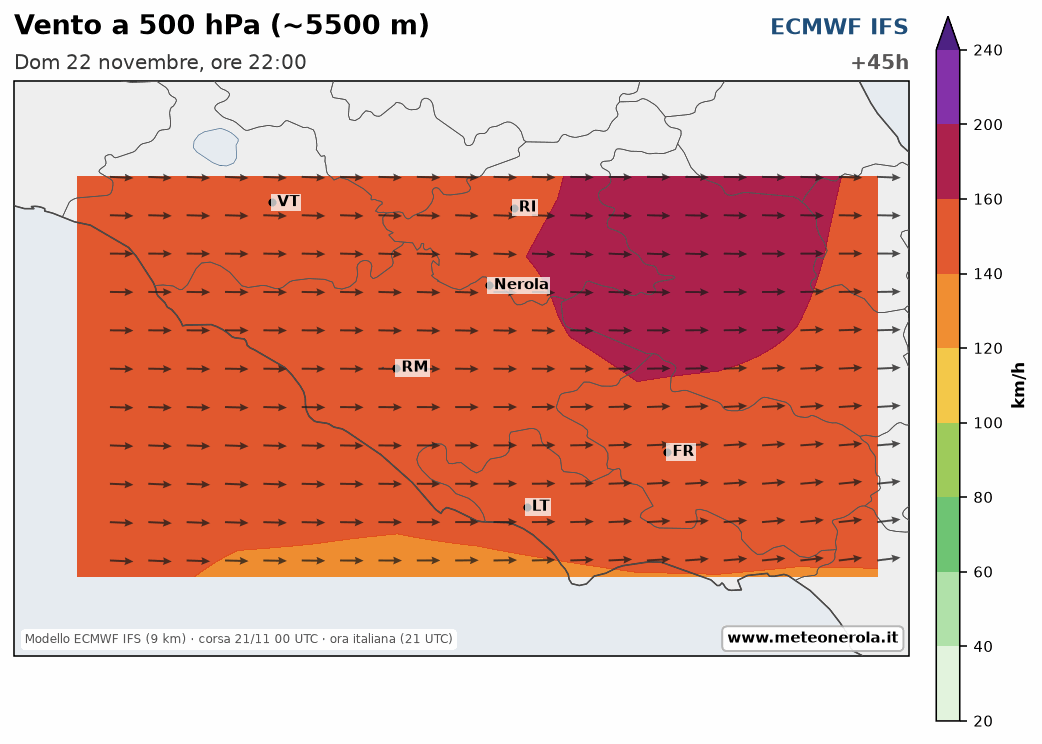 Vento a 500 hPa (~5500 m)
ECMWF IFS
Dom 22 novembre, ore 22:00
+45h
VT
RI
Nerola
RM
FR
LT
240
200
160
140
120
100
80
60
40
20
km/h
Modello ECMWF IFS (9 km) · corsa 21/11 00 UTC · ora italiana (21 UTC)
www.meteonerola.it